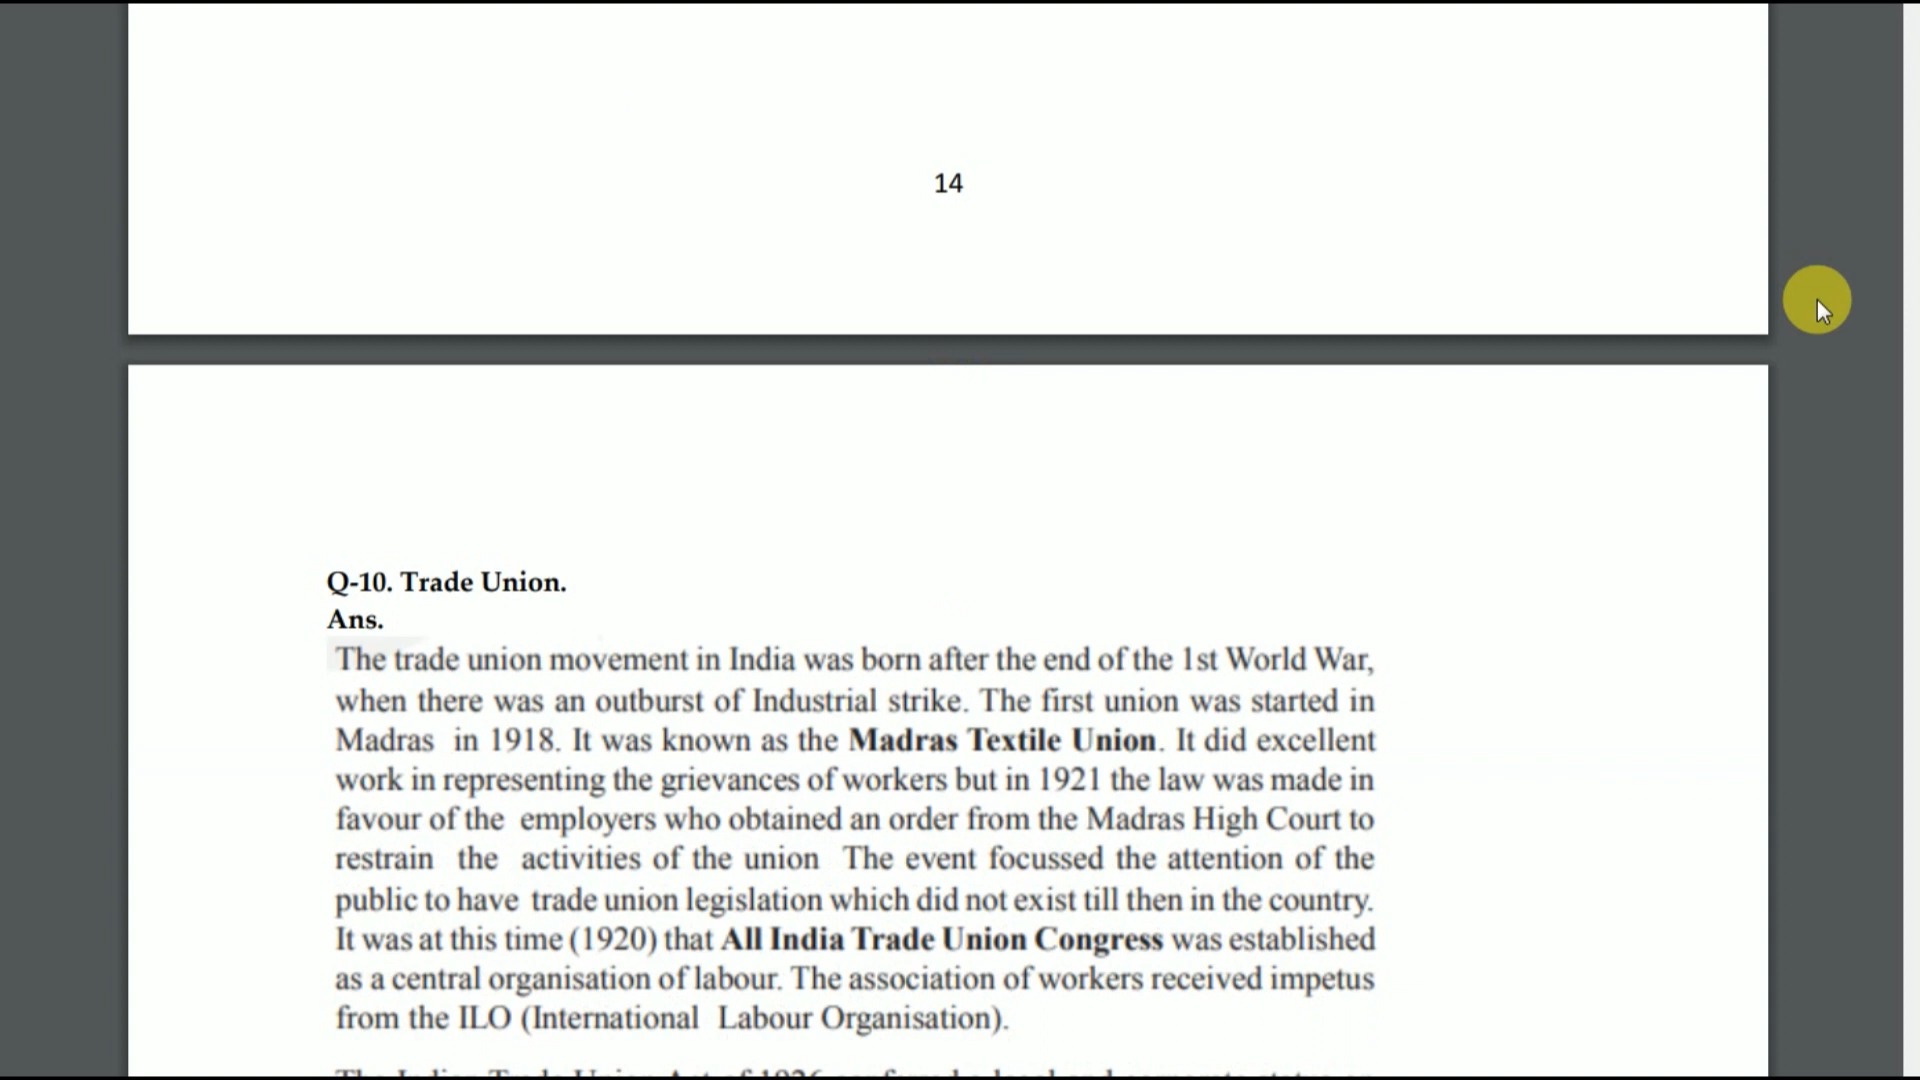 14
Q-10. Trade Union.
Ans.
The trade union movement in India was born after the end of the 1st World War,
when there was an outburst of Industrial strike. The first union was started in
Madras in 1918. It was known as the Madras Textile Union. It did excellent
work in representing the grievances of workers but in 1921 the law was made in
favour of the employers who obtained an order from the Madras High Court to
restrain the activities of the union The event focussed the attention of the
public to have trade union legislation which did not exist till then in the country.
It was at this time (1920) that All India Trade Union Congress was established
as a central organisation of labour. The association of workers received impetus
from the ILO (International Labour Organisation).